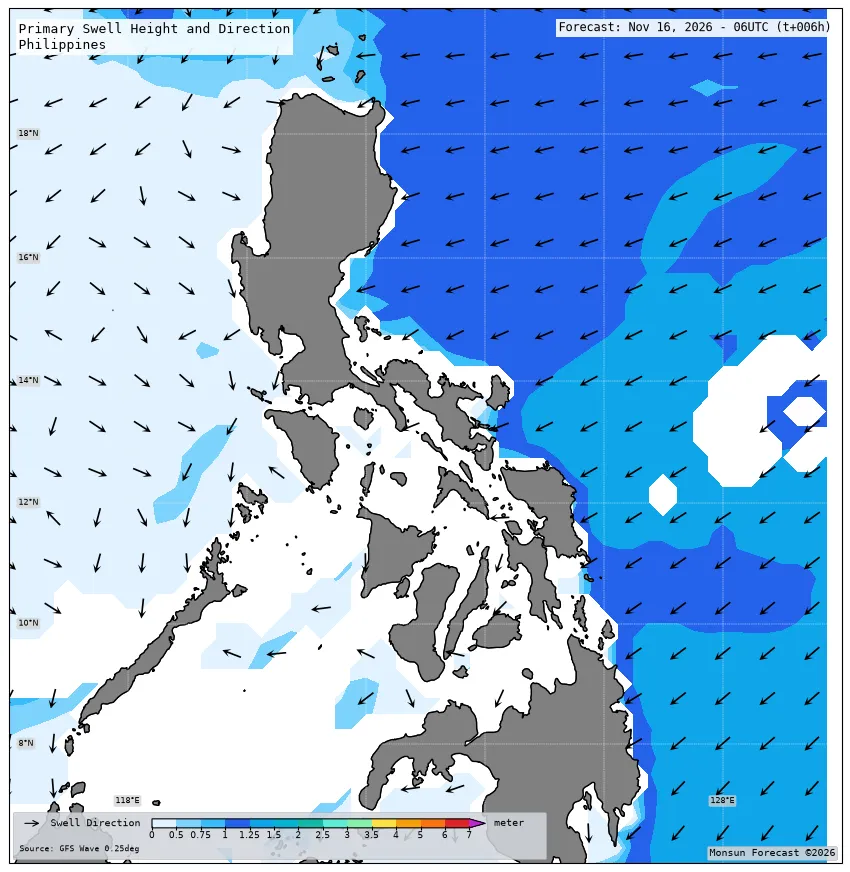 Primary Swell Height and Direction
Philippines
Forecast: Nov 16, 2026 - 06UTC (t+006h)
18°N
16°N
14°N
12°N
10°N
8°N
118°E
128°E
Swell Direction
0 0.5 0.75 1 1.25 1.5 2 2.5 3 3.5 4 5 6 7
meter
Source: GFS Wave 0.25deg
Monsun Forecast ©2026